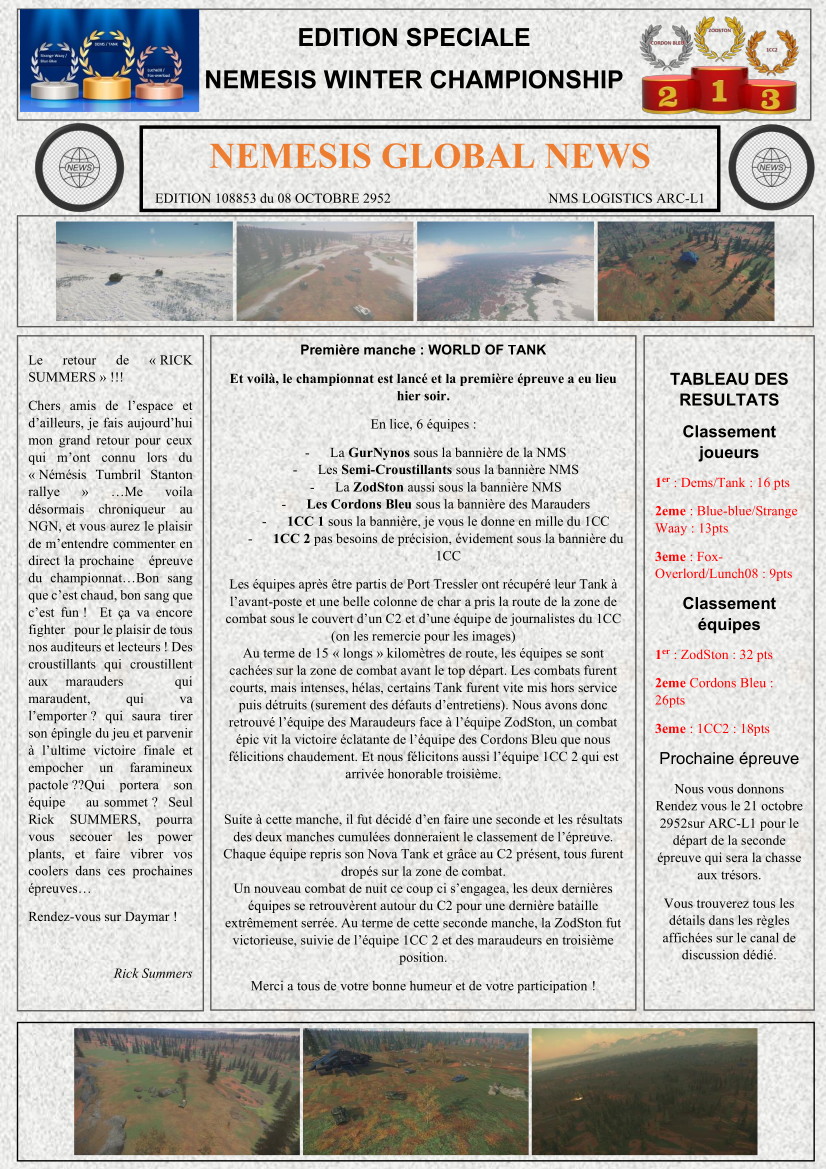 Strange Waay /
Blue-Blue
DEMS / TANK
Lunch08 /
Fox-overlord
EDITION SPECIALE
NEMESIS WINTER CHAMPIONSHIP
CORDON BLEU
ZODSTON
1CC2
2
1
3
NEWS
NEMESIS GLOBAL NEWS
EDITION 108853 du 08 OCTOBRE 2952
NMS LOGISTICS ARC-L1
NEWS
Le retour de « RICK
SUMMERS » !!!
Chers amis de l’espace et
d’ailleurs, je fais aujourd’hui
mon grand retour pour ceux
qui m’ont connu lors du
« Némésis Tumbril Stanton
rallye » …Me voila
désormais chroniqueur au
NGN, et vous aurez le plaisir
de m’entendre commenter en
direct la prochaine épreuve
du championnat…Bon sang
que c’est chaud, bon sang que
c’est fun ! Et ça va encore
fighter pour le plaisir de tous
nos auditeurs et lecteurs ! Des
croustillants qui croustillent
aux marauders qui
maraudent, qui va
l’emporter ? qui saura tirer
son épingle du jeu et parvenir
à l’ultime victoire finale et
empocher un faramineux
pactole ??Qui portera son
équipe au sommet ? Seul
Rick SUMMERS, pourra
vous secouer les power
plants, et faire vibrer vos
coolers dans ces prochaines
épreuves…
Rendez-vous sur Daymar !
Rick Summers
Première manche : WORLD OF TANK
Et voilà, le championnat est lancé et la première épreuve a eu lieu
hier soir.
En lice, 6 équipes :
- La GurNynos sous la bannière de la NMS
- Les Semi-Croustillants sous la bannière NMS
- La ZodSton aussi sous la bannière NMS
- Les Cordons Bleu sous la bannière des Marauders
- 1CC 1 sous la bannière, je vous le donne en mille du 1CC
- 1CC 2 pas besoins de précision, évidement sous la bannière du
1CC
Les équipes après être partis de Port Tressler ont récupéré leur Tank à
l’avant-poste et une belle colonne de char a pris la route de la zone de
combat sous le couvert d’un C2 et d’une équipe de journalistes du 1CC
(on les remercie pour les images)
Au terme de 15 « longs » kilomètres de route, les équipes se sont
cachées sur la zone de combat avant le top départ. Les combats furent
courts, mais intenses, hélas, certains Tank furent vite mis hors service
puis détruits (surement des défauts d’entretiens). Nous avons donc
retrouvé l’équipe des Maraudeurs face à l’équipe ZodSton, un combat
épic vit la victoire éclatante de l’équipe des Cordons Bleu que nous
félicitions chaudement. Et nous félicitons aussi l’équipe 1CC 2 qui est
arrivée honorable troisième.
Suite à cette manche, il fut décidé d’en faire une seconde et les résultats
des deux manches cumulées donneraient le classement de l’épreuve.
Chaque équipe repris son Nova Tank et grâce au C2 présent, tous furent
dropés sur la zone de combat.
Un nouveau combat de nuit ce coup ci s’engagea, les deux dernières
équipes se retrouvèrent autour du C2 pour une dernière bataille
extrêmement serrée. Au terme de cette seconde manche, la ZodSton fut
victorieuse, suivie de l’équipe 1CC 2 et des maraudeurs en troisième
position.
Merci a tous de votre bonne humeur et de votre participation !
TABLEAU DES
RESULTATS
Classement
joueurs
1er : Dems/Tank : 16 pts
2eme : Blue-blue/Strange
Waay : 13pts
3eme : Fox-
Overlord/Lunch08 : 9pts
Classement
équipes
1er : ZodSton : 32 pts
2eme Cordons Bleu :
26pts
3eme : 1CC2 : 18pts
Prochaine épreuve
Nous vous donnons
Rendez vous le 21 octobre
2952sur ARC-L1 pour le
départ de la seconde
épreuve qui sera la chasse
aux trésors.
Vous trouverez tous les
détails dans les règles
affichées sur le canal de
discussion dédié.